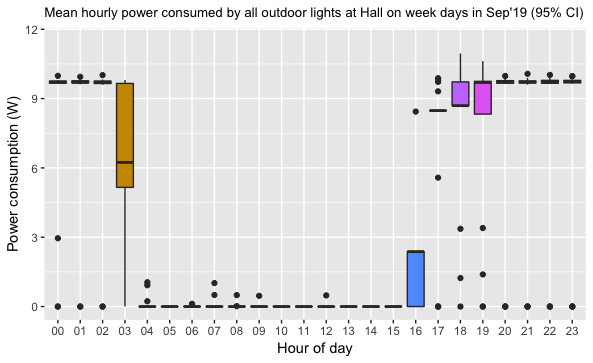 Mean hourly power consumed by all outdoor lights at Hall on week days in Sep'19 (95% CI)
Power consumption (W)
12
9
6
3
0
00 01 02 03 04 05 06 07 08 09 10 11 12 13 14 15 16 17 18 19 20 21 22 23
Hour of day